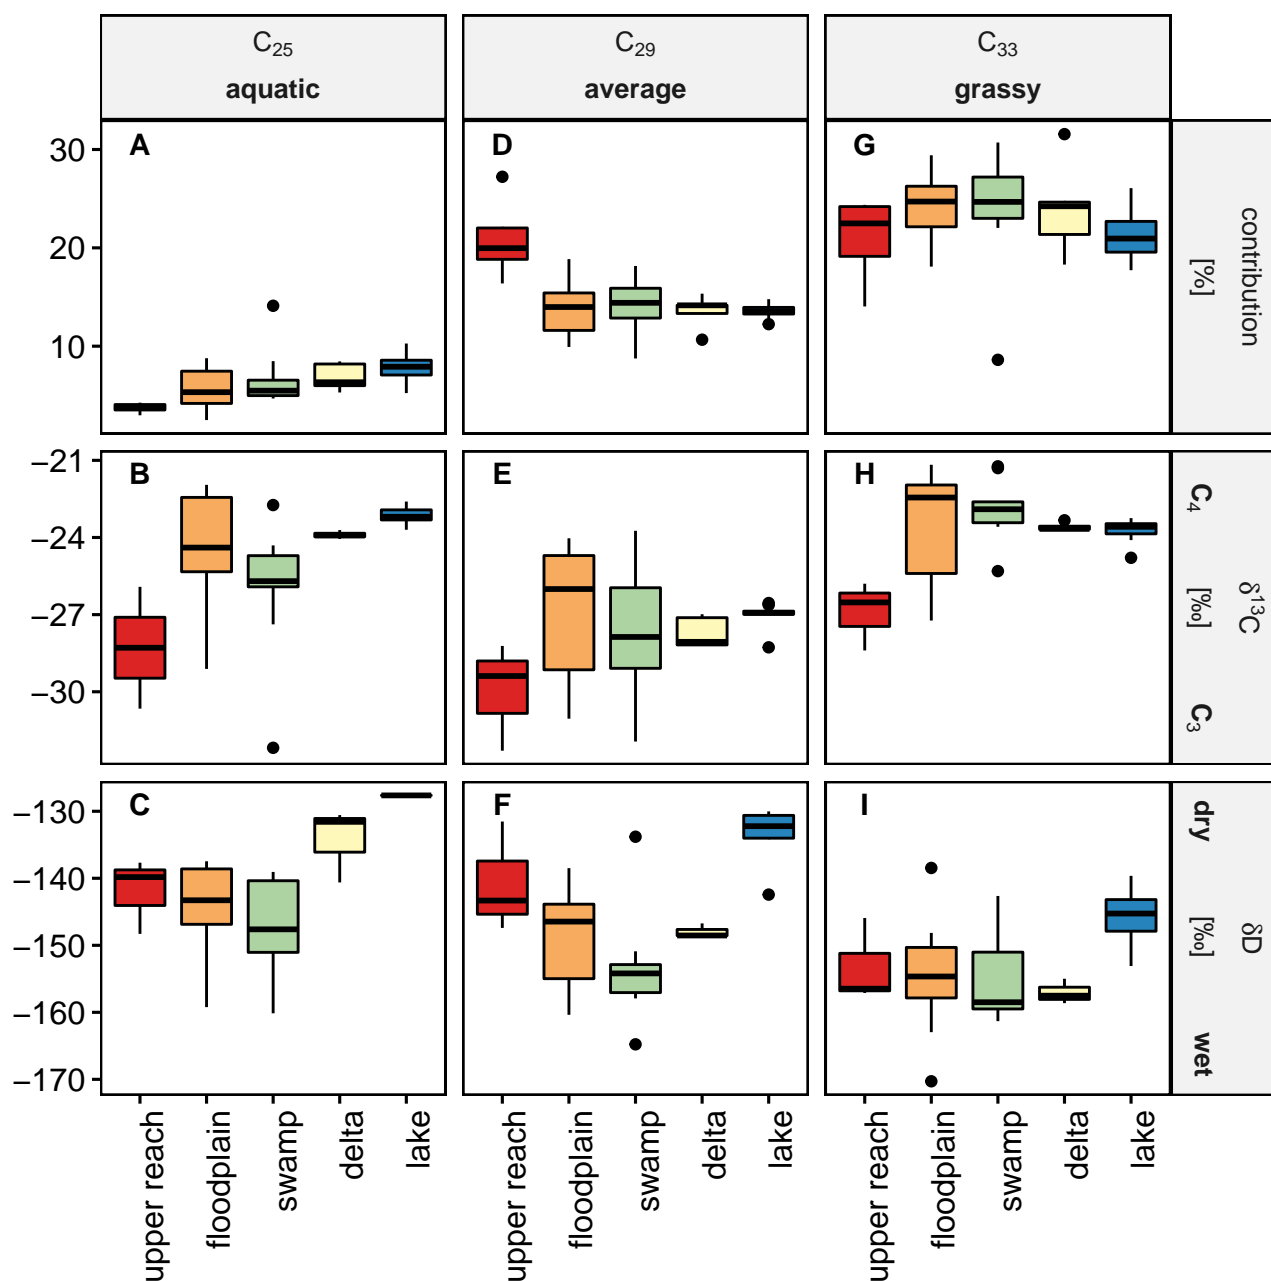 C₂₅
aquatic
C₂₉
average
C₃₃
grassy
A
D
G
30
20
10
contribution
[%]
B
E
H
−21
−24
−27
−30
C₄
[‰]
C₃
δ¹³C
C
F
I
−130
−140
−150
−160
−170
dry
[‰]
wet
δD
upper reach
floodplain
swamp
delta
lake
upper reach
floodplain
swamp
delta
lake
upper reach
floodplain
swamp
delta
lake